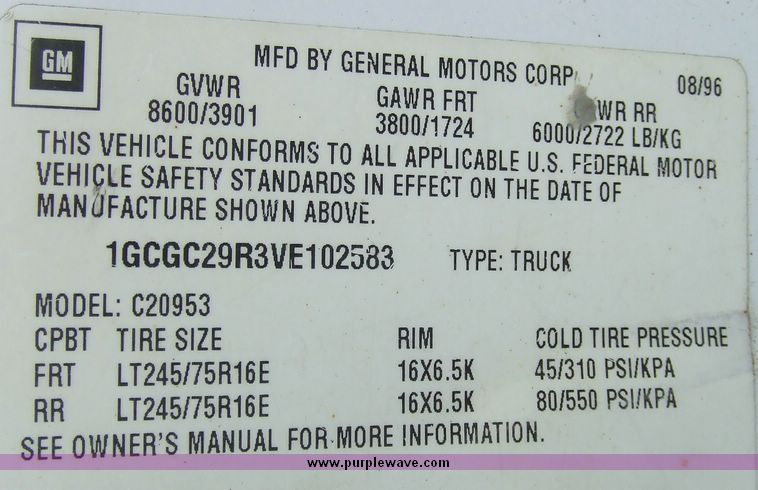 GM
MFD BY GENERAL MOTORS CORP
08/96
GVWR
8600/3901
GAWR FRT
3800/1724
WR RR
6000/2722 LB/KG
THIS VEHICLE CONFORMS TO ALL APPLICABLE U.S. FEDERAL MOTOR
VEHICLE SAFETY STANDARDS IN EFFECT ON THE DATE OF
MANUFACTURE SHOWN ABOVE.
1GCGC29R3VE102583 TYPE: TRUCK
MODEL: C20953
CPBT TIRE SIZE RIM COLD TIRE PRESSURE
FRT LT245/75R16E 16X6.5K 45/310 PSI/KPA
RR LT245/75R16E 16X6.5K 80/550 PSI/KPA
SEE OWNER'S MANUAL FOR MORE INFORMATION.
www.purplewave.com